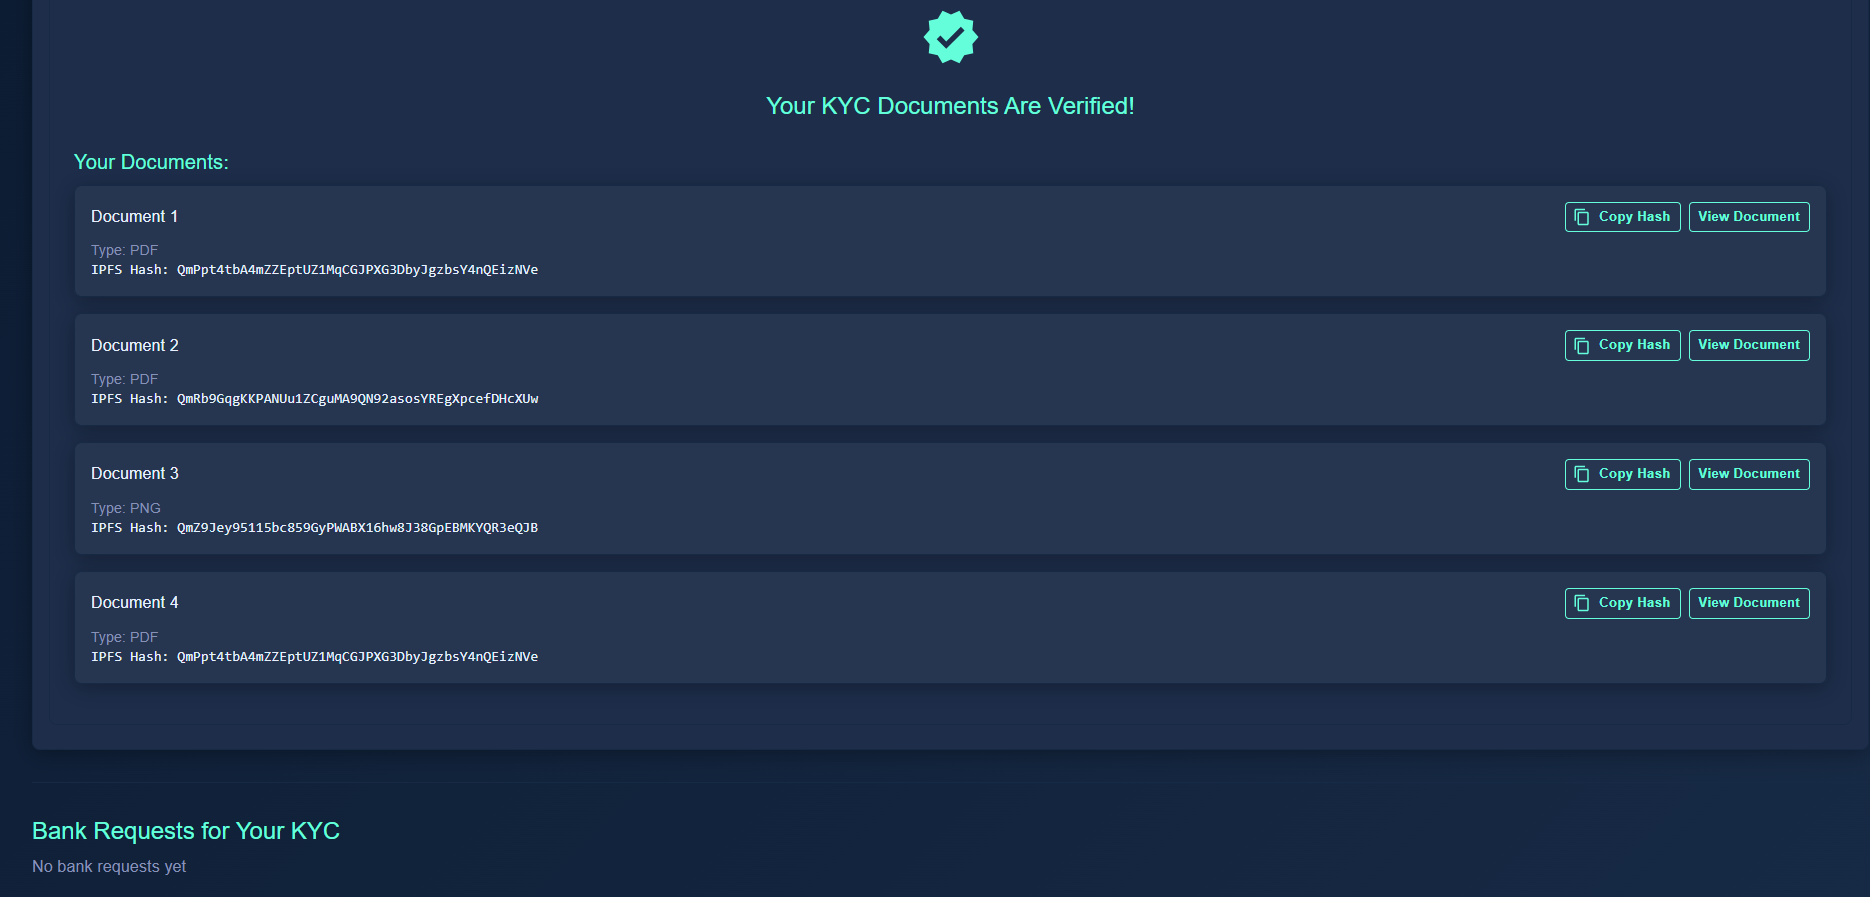 Your KYC Documents Are Verified!
Your Documents:
Document 1
Copy Hash
View Document
Type: PDF
IPFS Hash: QmPpt4tbA4mZZEptUZ1MqCGJPXG3DbyJgzbsY4nQEizNVe
Document 2
Copy Hash
View Document
Type: PDF
IPFS Hash: QmRb9GqgKKPANUu1ZCguMA9QN92asosYREgXpcefDHcXUw
Document 3
Copy Hash
View Document
Type: PNG
IPFS Hash: QmZ9Jey95115bc859GyPWABX16hw8J38GpEBMKYQR3eQJB
Document 4
Copy Hash
View Document
Type: PDF
IPFS Hash: QmPpt4tbA4mZZEptUZ1MqCGJPXG3DbyJgzbsY4nQEizNVe
Bank Requests for Your KYC
No bank requests yet